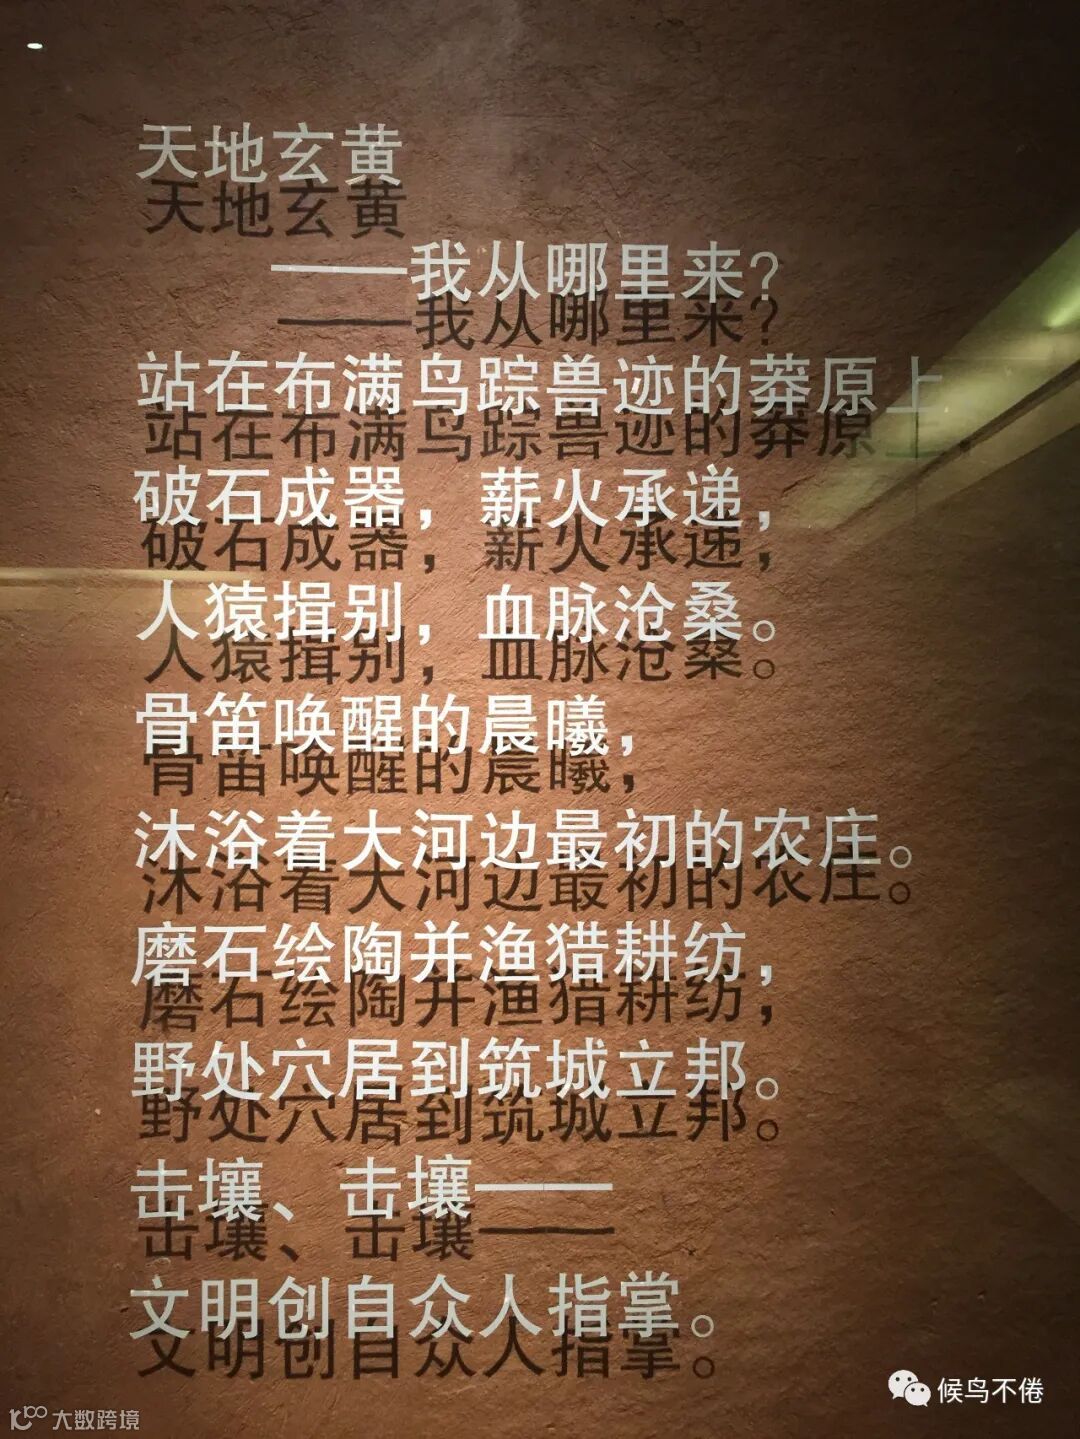 天地玄黄
——我从哪里来？
站在布满鸟踪兽迹的莽原上，
破石成器，薪火承递，
人猿揖别，血脉沧桑。
骨笛唤醒的晨曦，
沐浴着大河边最初的农庄。
磨石绘陶并渔猎耕纺，
野处穴居到筑城立邦。
击壤、击壤——
文明创自众人指掌。
候鸟不倦
大数跨境